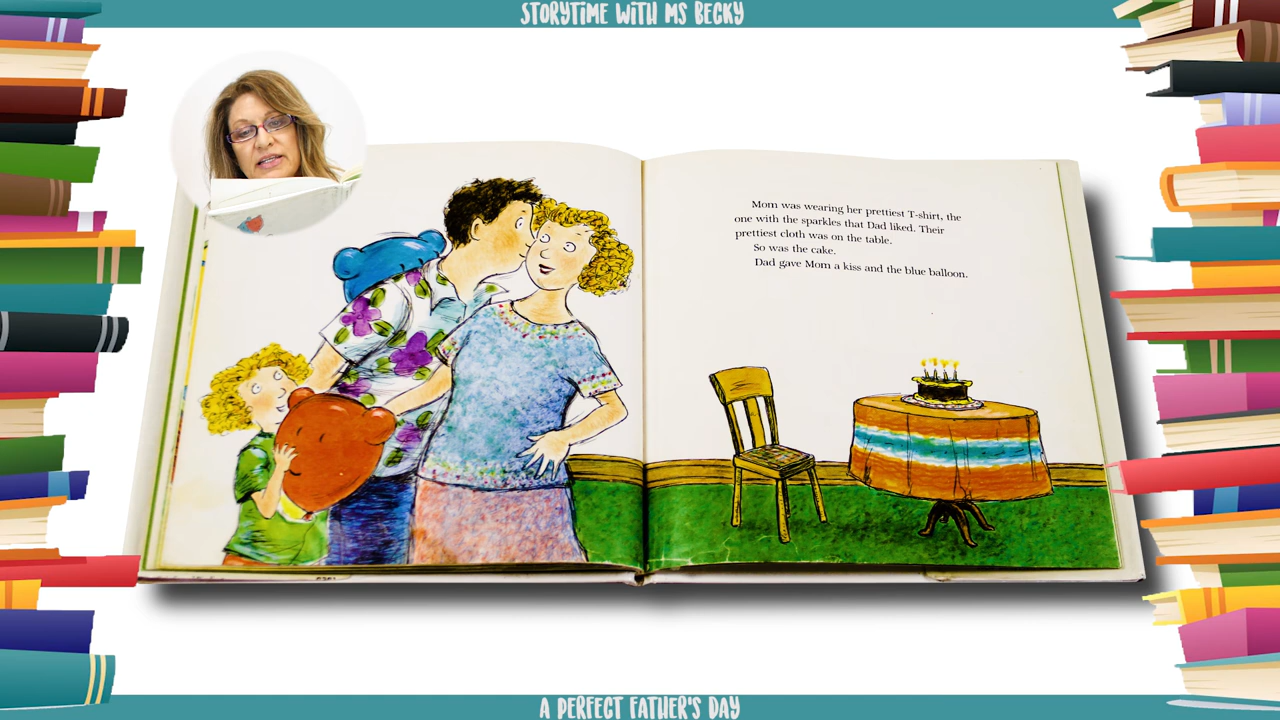 STORYTIME WITH MS BECKY
Mom was wearing her prettiest T-shirt, the
one with the sparkles that Dad liked. Their
prettiest cloth was on the table.
So was the cake.
Dad gave Mom a kiss and the blue balloon.
A PERFECT FATHER'S DAY